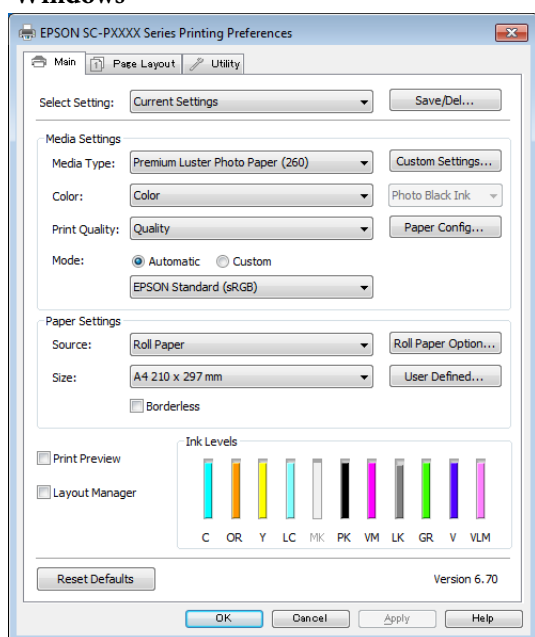 Windows
EPSON SC-PXXXX Series Printing Preferences
Main Page Layout Utility
Select Setting: Current Settings Save/Del...
Media Settings
Media Type: Premium Luster Photo Paper (260) Custom Settings...
Color: Color Photo Black Ink
Print Quality: Quality Paper Config...
Mode: Automatic Custom
EPSON Standard (sRGB)
Paper Settings
Source: Roll Paper Roll Paper Option...
Size: A4 210 x 297 mm User Defined...
Borderless
Ink Levels
Print Preview
Layout Manager
C OR Y LC MK PK VM LK GR V VLM
Reset Defaults Version 6.70
OK Cancel Apply Help